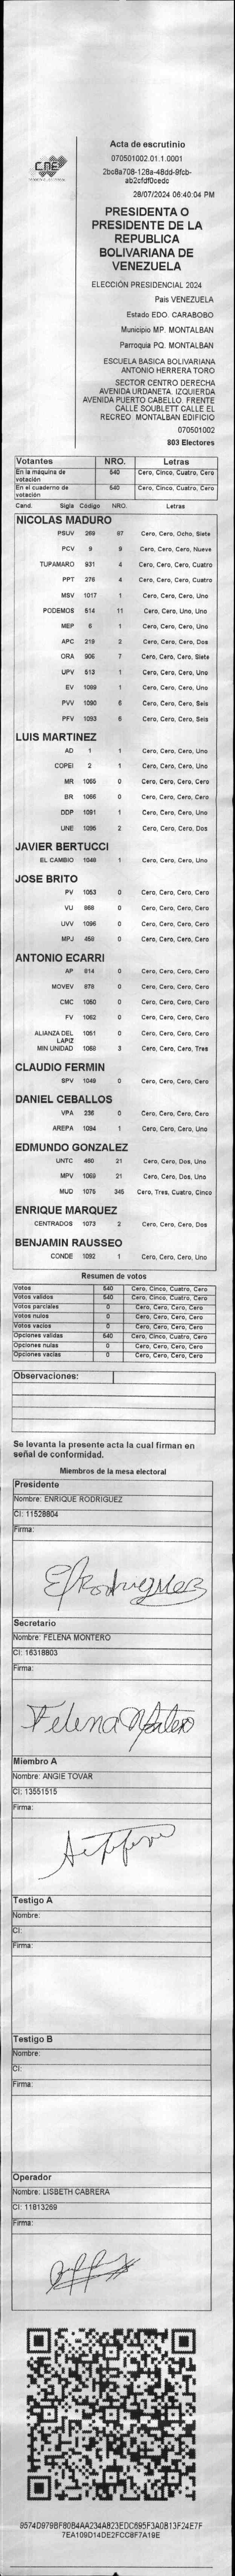 CNE
Acta de escrutinio
070501002.01.1.0001
2bc8a708-128a-48dd-9fcb-
ab2cfdf0cedc
28/07/2024 06:40:04 PM
PRESIDENTA O
PRESIDENTE DE LA
REPUBLICA
BOLIVARIANA DE
VENEZUELA
ELECCIÓN PRESIDENCIAL 2024
País VENEZUELA
Estado EDO. CARABOBO
Municipio MP. MONTALBAN
Parroquia PQ. MONTALBAN
ESCUELA BASICA BOLIVARIANA
ANTONIO HERRERA TORO
SECTOR CENTRO DERECHA
AVENIDA URDANETA. IZQUIERDA
AVENIDA PUERTO CABELLO. FRENTE
CALLE SOUBLETT CALLE EL
RECREO. MONTALBAN EDIFICIO
070501002
803 Electores
Votantes NRO. Letras
En la máquina de votación 540 Cero, Cinco, Cuatro, Cero
En el cuaderno de votación 540 Cero, Cinco, Cuatro, Cero
Cand. Sigla Código NRO. Letras
NICOLAS MADURO
PSUV 269 87 Cero, Cero, Ocho, Siete
PCV 9 9 Cero, Cero, Cero, Nueve
TUPAMARO 931 4 Cero, Cero, Cero, Cuatro
PPT 276 4 Cero, Cero, Cero, Cuatro
MSV 1017 1 Cero, Cero, Cero, Uno
PODEMOS 514 11 Cero, Cero, Uno, Uno
MEP 6 1 Cero, Cero, Cero, Uno
APC 219 2 Cero, Cero, Cero, Dos
ORA 906 7 Cero, Cero, Cero, Siete
UPV 513 1 Cero, Cero, Cero, Uno
EV 1089 1 Cero, Cero, Cero, Uno
PVV 1090 6 Cero, Cero, Cero, Seis
PFV 1093 6 Cero, Cero, Cero, Seis
LUIS MARTINEZ
AD 1 1 Cero, Cero, Cero, Uno
COPEI 2 1 Cero, Cero, Cero, Uno
MR 1065 0 Cero, Cero, Cero, Cero
BR 1066 0 Cero, Cero, Cero, Cero
DDP 1091 1 Cero, Cero, Cero, Uno
UNE 1095 2 Cero, Cero, Cero, Dos
JAVIER BERTUCCI
EL CAMBIO 1048 1 Cero, Cero, Cero, Uno
JOSE BRITO
PV 1053 0 Cero, Cero, Cero, Cero
VU 868 0 Cero, Cero, Cero, Cero
UVV 1096 0 Cero, Cero, Cero, Cero
MPJ 458 0 Cero, Cero, Cero, Cero
ANTONIO ECARRI
AP 814 0 Cero, Cero, Cero, Cero
MOVEV 878 0 Cero, Cero, Cero, Cero
CMC 1050 0 Cero, Cero, Cero, Cero
FV 1062 0 Cero, Cero, Cero, Cero
ALIANZA DEL LAPIZ 1051 0 Cero, Cero, Cero, Cero
MIN UNIDAD 1068 3 Cero, Cero, Cero, Tres
CLAUDIO FERMIN
SPV 1049 0 Cero, Cero, Cero, Cero
DANIEL CEBALLOS
VPA 236 0 Cero, Cero, Cero, Cero
AREPA 1094 1 Cero, Cero, Cero, Uno
EDMUNDO GONZALEZ
UNTC 460 21 Cero, Cero, Dos, Uno
MPV 1069 21 Cero, Cero, Dos, Uno
MUD 1075 345 Cero, Tres, Cuatro, Cinco
ENRIQUE MARQUEZ
CENTRADOS 1073 2 Cero, Cero, Cero, Dos
BENJAMIN RAUSSEO
CONDE 1092 1 Cero, Cero, Cero, Uno
Resumen de votos
Votos 540 Cero, Cinco, Cuatro, Cero
Votos validos 540 Cero, Cinco, Cuatro, Cero
Votos parciales 0 Cero, Cero, Cero, Cero
Votos nulos 0 Cero, Cero, Cero, Cero
Votos vacios 0 Cero, Cero, Cero, Cero
Opciones validas 540 Cero, Cinco, Cuatro, Cero
Opciones nulas 0 Cero, Cero, Cero, Cero
Opciones vacias 0 Cero, Cero, Cero, Cero
Observaciones:
Se levanta la presente acta la cual firman en
señal de conformidad.
Miembros de la mesa electoral
Presidente
Nombre: ENRIQUE RODRIGUEZ
CI: 11528804
Firma:
Secretario
Nombre: FELENA MONTERO
CI: 16318803
Firma:
Miembro A
Nombre: ANGIE TOVAR
CI: 13551515
Firma:
Testigo A
Nombre:
CI:
Firma:
Testigo B
Nombre:
CI:
Firma:
Operador
Nombre: LISBETH CABRERA
CI: 11813269
Firma:
9574D979BF80B4AA234A823EDC695F3A0B13F24E7F
7EA109D14DE2FCC8F7A19E